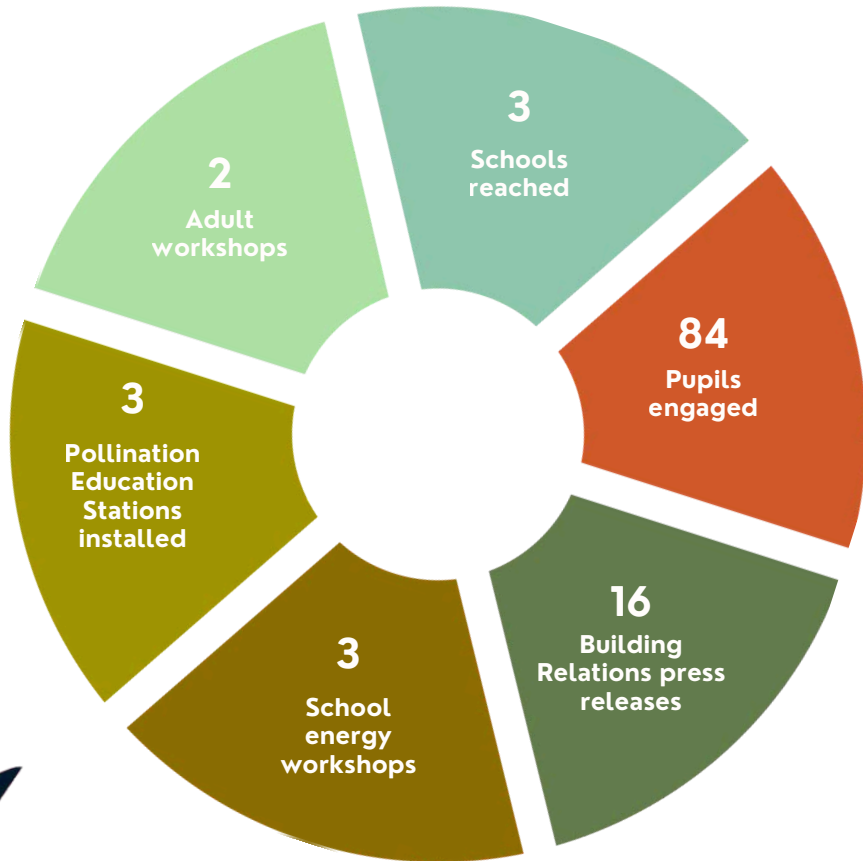 3
Schools
reached
84
Pupils
engaged
16
Building
Relations press
releases
3
School
energy
workshops
3
Pollination
Education
Stations
installed
2
Adult
workshops